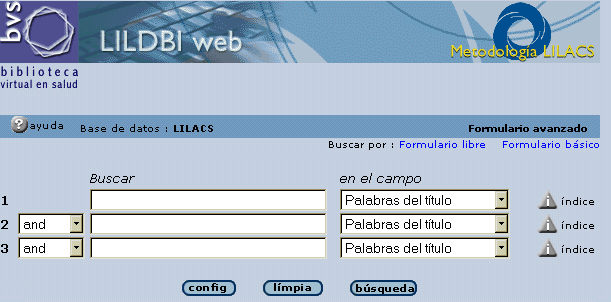 bvs
LILDBI web
Metodología LILACS
biblioteca
virtual en salud
ayuda Base de datos : LILACS Formulario avanzado
Buscar por : Formulario libre Formulario básico
Buscar en el campo
1 Palabras del título índice
2 and Palabras del título índice
3 and Palabras del título índice
config límpia búsqueda